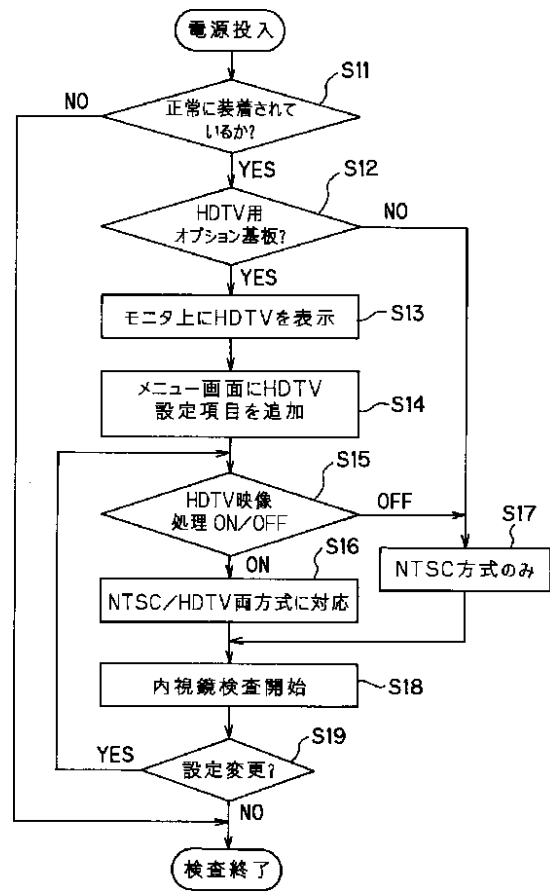 電源投入
S11
NO
正常に装着されて
いるか?
YES
S12
HDTV用
オプション基板?
NO
YES
モニタ上にHDTVを表示
S13
メニュー画面にHDTV
設定項目を追加
S14
S15
HDTV映像
処理 ON/OFF
OFF
S17
ON
S16
NTSC方式のみ
NTSC/HDTV両方式に対応
内視鏡検査開始
S18
S19
YES
設定変更?
NO
検査終了